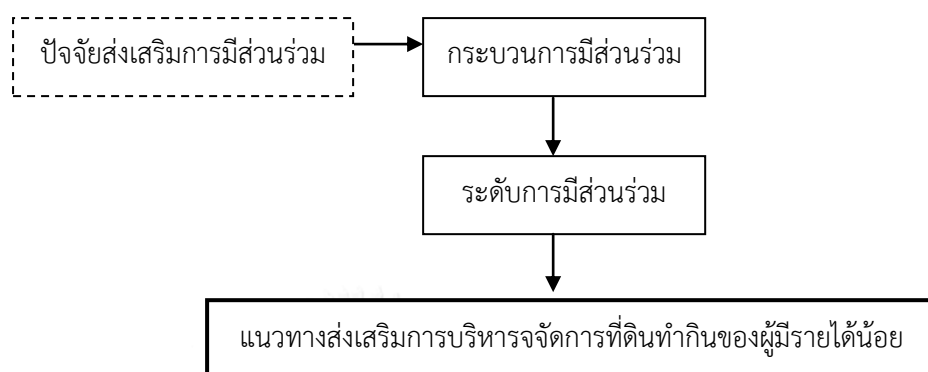 ปัจจัยส่งเสริมการมีส่วนร่วม
กระบวนการมีส่วนร่วม
ระดับการมีส่วนร่วม
แนวทางส่งเสริมการบริหารจจัดการที่ดินทำกินของผู้มีรายได้น้อย